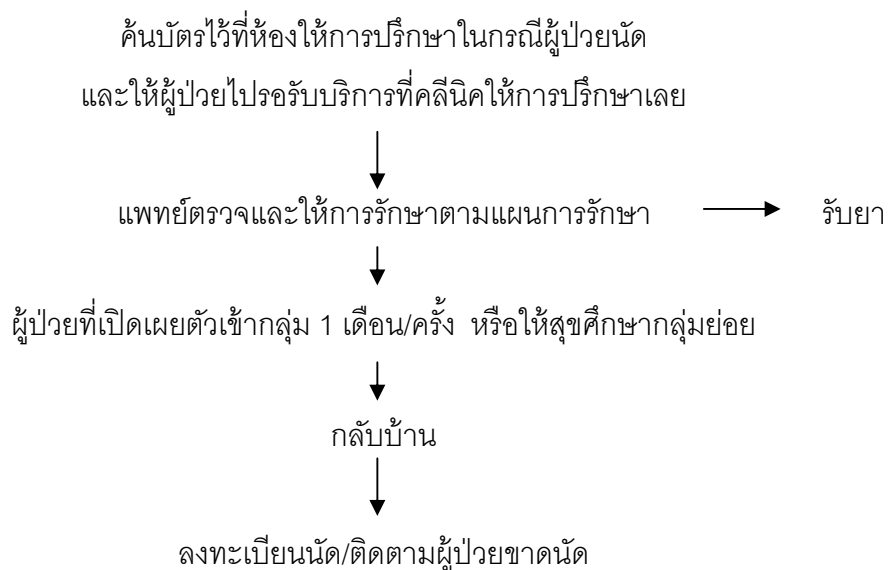 ค้นบัตรไว้ที่ห้องให้การปรึกษาในกรณีผู้ป่วยนัด
และให้ผู้ป่วยไปรอรับบริการที่คลีนิคให้การปรึกษาเลย
แพทย์ตรวจและให้การรักษาตามแผนการรักษา รับยา
ผู้ป่วยที่เปิดเผยตัวเข้ากลุ่ม 1 เดือน/ครั้ง หรือให้สุขศึกษากลุ่มย่อย
กลับบ้าน
ลงทะเบียนนัด/ติดตามผู้ป่วยขาดนัด